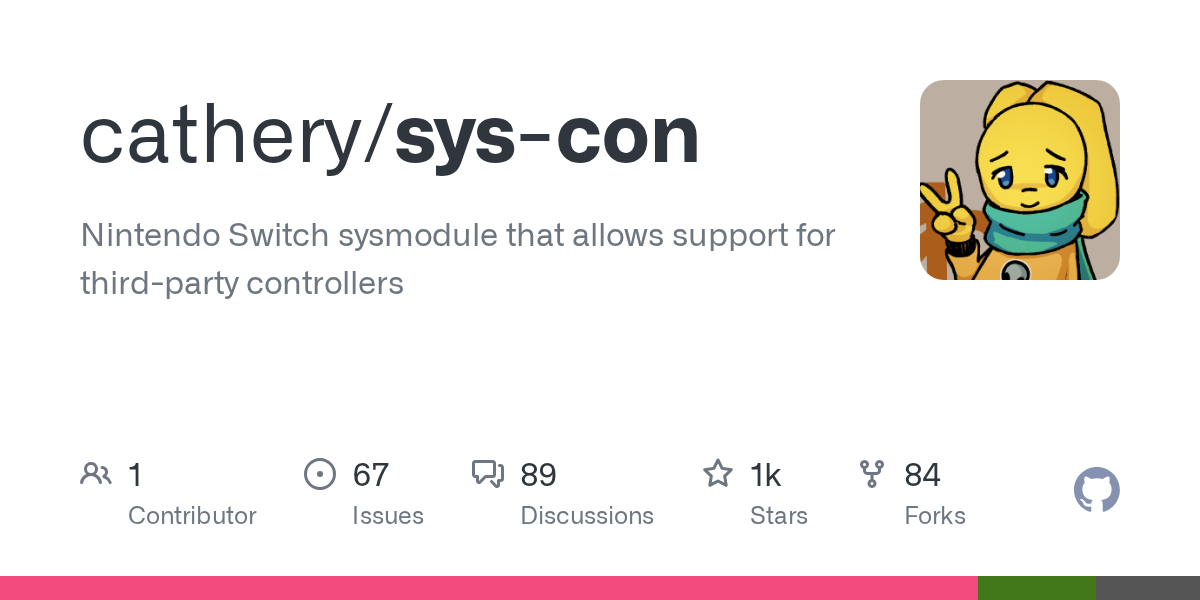 cathery/sys-con
Nintendo Switch sysmodule that allows support for
third-party controllers
1
Contributor
67
Issues
89
Discussions
1k
Stars
84
Forks